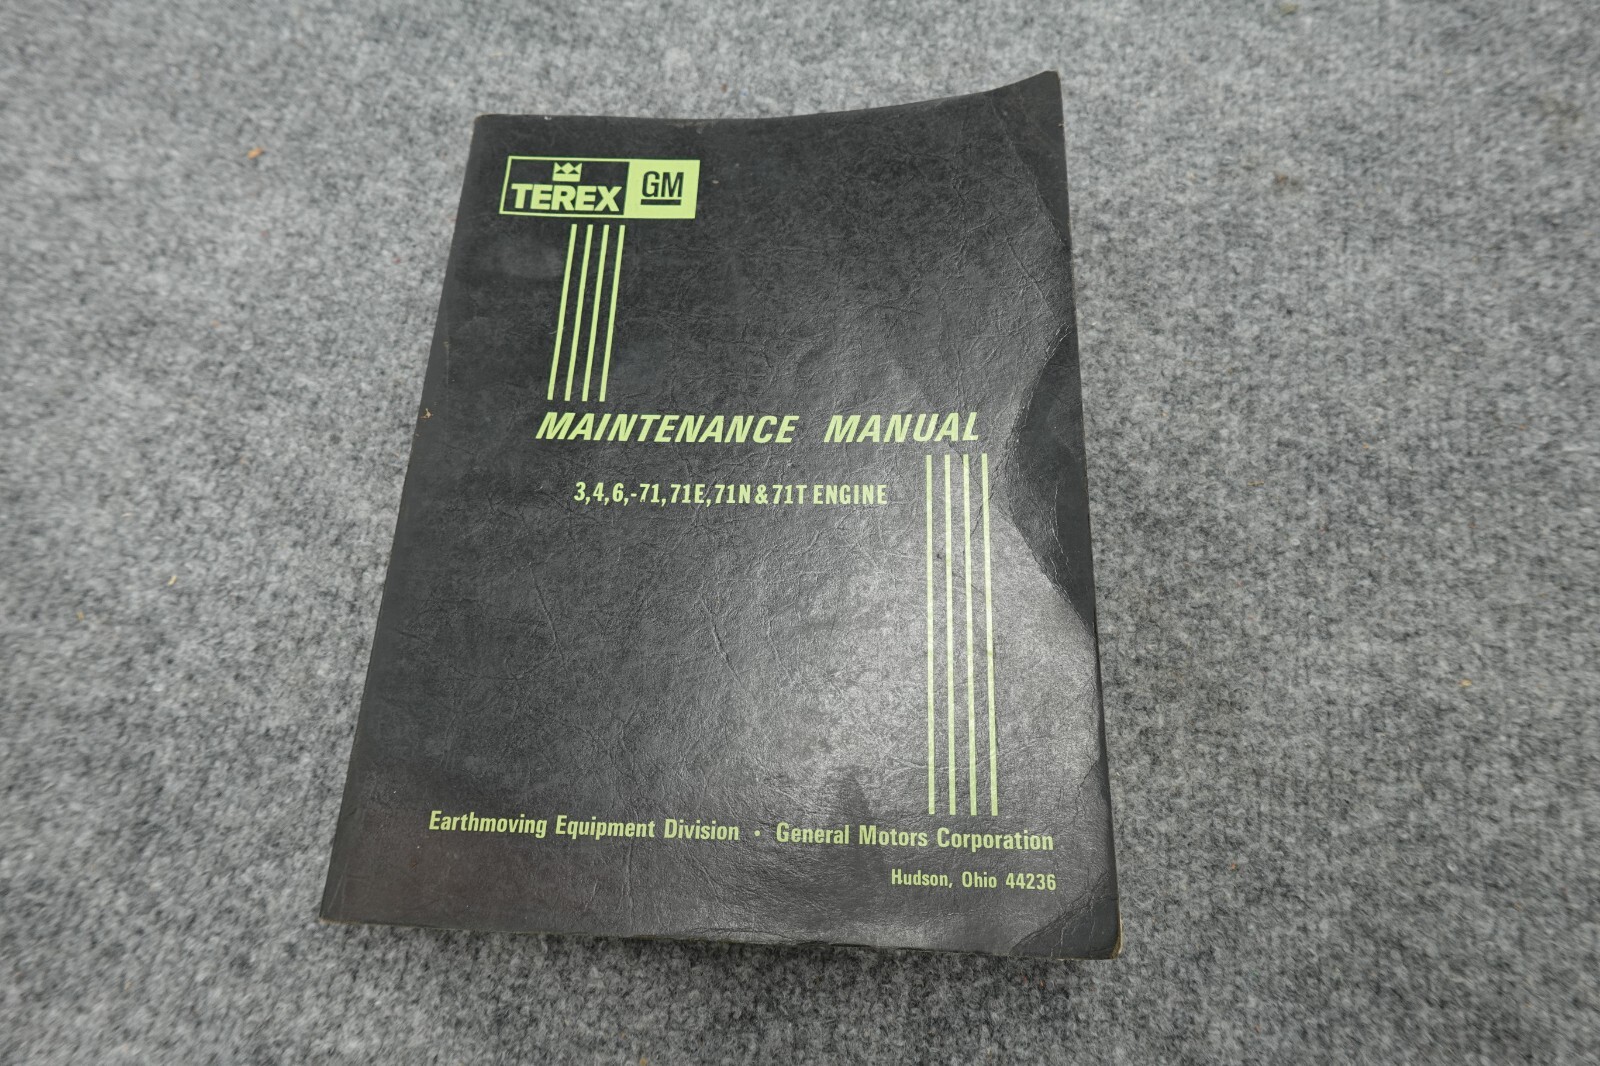 TEREX GM
MAINTENANCE MANUAL
3,4,6,-71,71E,71N & 71T ENGINE
Earthmoving Equipment Division • General Motors Corporation
Hudson, Ohio 44236